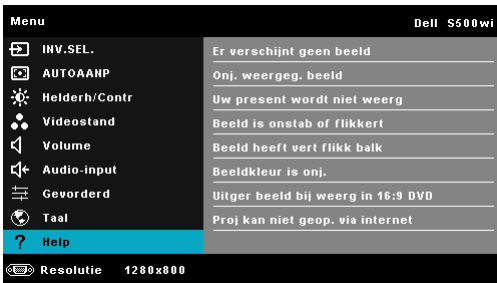 Menu
Dell S500wi
INV.SEL.
AUTOAANP
Helderh/Contr
Videostand
Volume
Audio-input
Gevorderd
Taal
? Help
Er verschijnt geen beeld
Onj. weergeg. beeld
Uw present wordt niet weerg
Beeld is onstab of flikkert
Beeld heeft vert flikk balk
Beeldkleur is onj.
Uitger beeld bij weerg in 16:9 DVD
Proj kan niet geop. via internet
Resolutie 1280x800